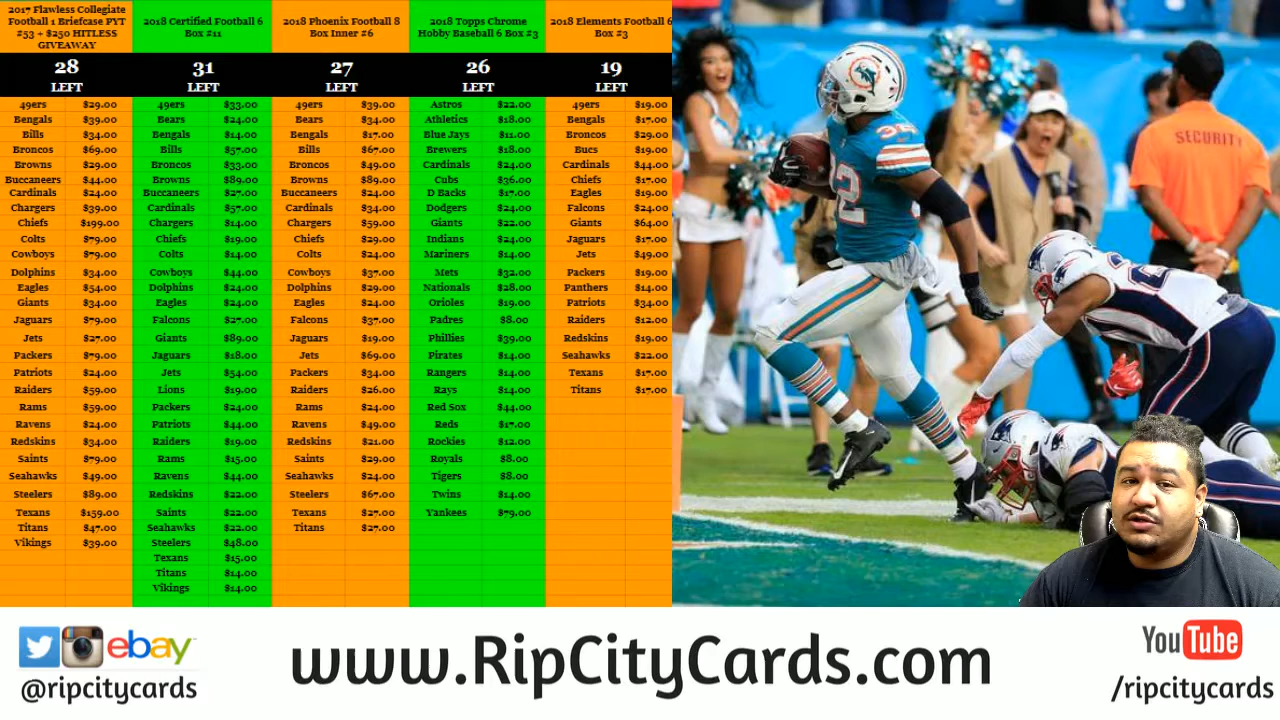 2017 Flawless Collegiate
Football 1 Briefcase PYT
#53 + $250 HITLESS
GIVEAWAY
28
LEFT
49ers $29.00
Bengals $39.00
Bills $34.00
Broncos $69.00
Browns $29.00
Buccaneers $44.00
Cardinals $24.00
Chargers $39.00
Chiefs $199.00
Colts $79.00
Cowboys $79.00
Dolphins $34.00
Eagles $54.00
Giants $34.00
Jaguars $79.00
Jets $27.00
Packers $79.00
Patriots $24.00
Raiders $59.00
Rams $59.00
Ravens $24.00
Redskins $34.00
Saints $79.00
Seahawks $49.00
Steelers $89.00
Texans $159.00
Titans $47.00
Vikings $39.00
2018 Certified Football 6
Box #11
31
LEFT
49ers $33.00
Bears $24.00
Bengals $14.00
Bills $57.00
Broncos $33.00
Browns $89.00
Buccaneers $27.00
Cardinals $57.00
Chargers $14.00
Chiefs $19.00
Colts $14.00
Cowboys $44.00
Dolphins $24.00
Eagles $24.00
Falcons $27.00
Giants $89.00
Jaguars $18.00
Jets $54.00
Lions $19.00
Packers $24.00
Patriots $44.00
Raiders $19.00
Rams $15.00
Ravens $44.00
Redskins $22.00
Saints $22.00
Seahawks $22.00
Steelers $48.00
Texans $15.00
Titans $14.00
Vikings $14.00
2018 Phoenix Football 8
Box Inner #6
27
LEFT
49ers $39.00
Bears $34.00
Bengals $17.00
Bills $67.00
Broncos $49.00
Browns $89.00
Buccaneers $24.00
Cardinals $34.00
Chargers $59.00
Chiefs $29.00
Colts $24.00
Cowboys $37.00
Dolphins $29.00
Eagles $24.00
Falcons $37.00
Jaguars $19.00
Jets $69.00
Packers $34.00
Raiders $26.00
Rams $24.00
Ravens $49.00
Redskins $21.00
Saints $29.00
Seahawks $24.00
Steelers $67.00
Texans $27.00
Titans $27.00
2018 Topps Chrome
Hobby Baseball 6 Box #3
26
LEFT
Astros $22.00
Athletics $18.00
Blue Jays $11.00
Brewers $18.00
Cardinals $24.00
Cubs $36.00
D Backs $17.00
Dodgers $24.00
Giants $22.00
Indians $24.00
Mariners $14.00
Mets $32.00
Nationals $28.00
Orioles $19.00
Padres $8.00
Phillies $39.00
Pirates $14.00
Rangers $14.00
Rays $14.00
Red Sox $44.00
Reds $17.00
Rockies $12.00
Royals $8.00
Tigers $8.00
Twins $14.00
Yankees $79.00
2018 Elements Football 6
Box #3
19
LEFT
49ers $19.00
Bengals $17.00
Broncos $29.00
Bucs $19.00
Cardinals $44.00
Chiefs $17.00
Eagles $19.00
Falcons $24.00
Giants $64.00
Jaguars $17.00
Jets $49.00
Packers $19.00
Panthers $14.00
Patriots $34.00
Raiders $12.00
Redskins $19.00
Seahawks $22.00
Texans $17.00
Titans $17.00
SECURITY
32
ebay
@ripcitycards
www.RipCityCards.com
YouTube
/ripcitycards